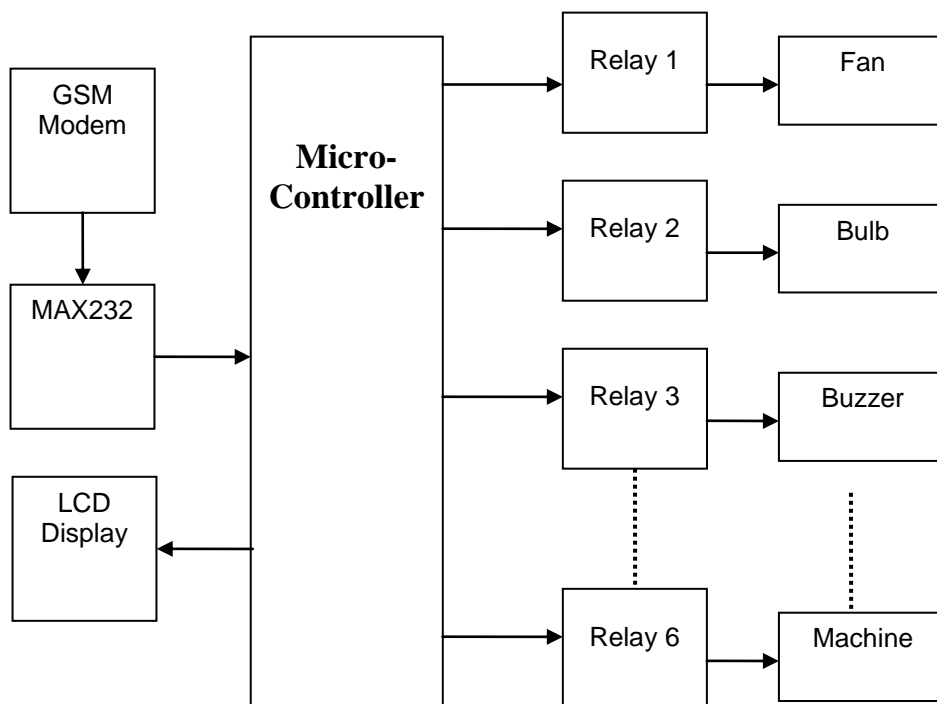 GSM
Modem
MAX232
LCD
Display
Micro-
Controller
Relay 1
Fan
Relay 2
Bulb
Relay 3
Buzzer
Relay 6
Machine